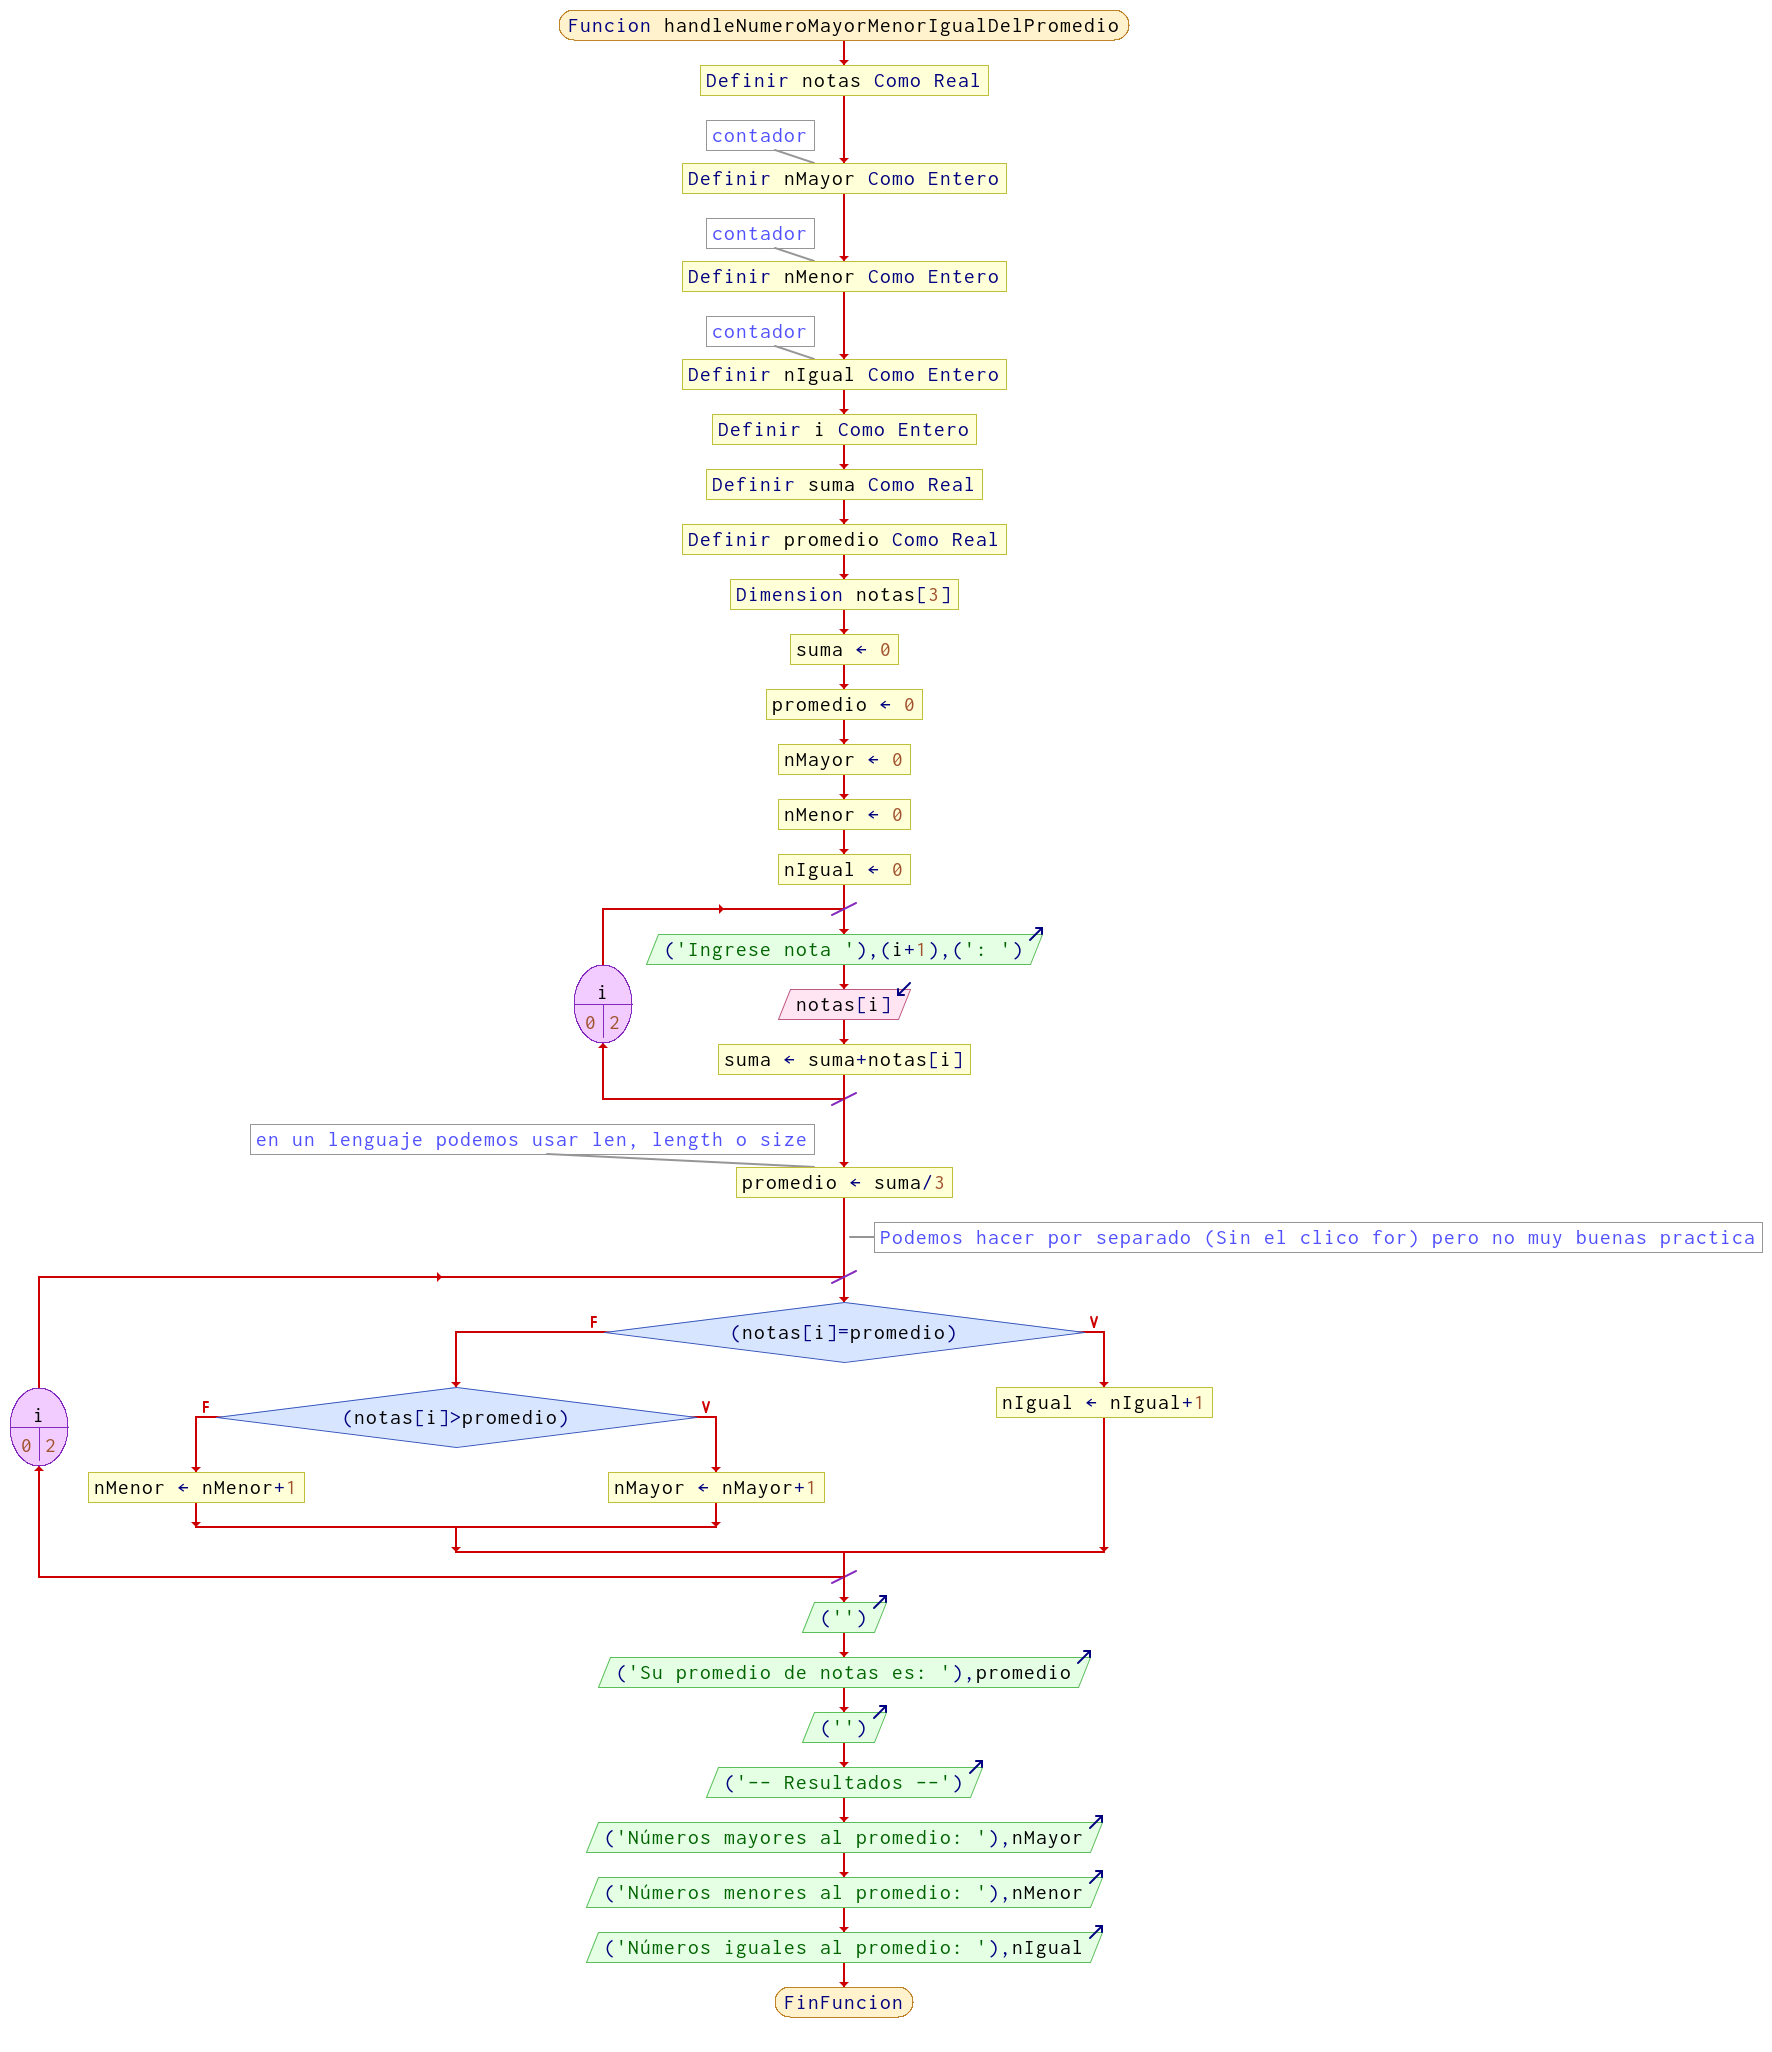 Funcion handleNumeroMayorMenorIgualDelPromedio
Definir notas Como Real
contador
Definir nMayor Como Entero
contador
Definir nMenor Como Entero
contador
Definir nIgual Como Entero
Definir i Como Entero
Definir suma Como Real
Definir promedio Como Real
Dimension notas[3]
suma ← 0
promedio ← 0
nMayor ← 0
nMenor ← 0
nIgual ← 0
('Ingrese nota '),(i+1),(': ')
i
0 2
notas[i]
suma ← suma+notas[i]
en un lenguaje podemos usar len, length o size
promedio ← suma/3
Podemos hacer por separado (Sin el clico for) pero no muy buenas practica
F (notas[i]=promedio) V
i
0 2
F (notas[i]>promedio) V
nIgual ← nIgual+1
nMenor ← nMenor+1
nMayor ← nMayor+1
('')
('Su promedio de notas es: '),promedio
('')
('-- Resultados --')
('Números mayores al promedio: '),nMayor
('Números menores al promedio: '),nMenor
('Números iguales al promedio: '),nIgual
FinFuncion